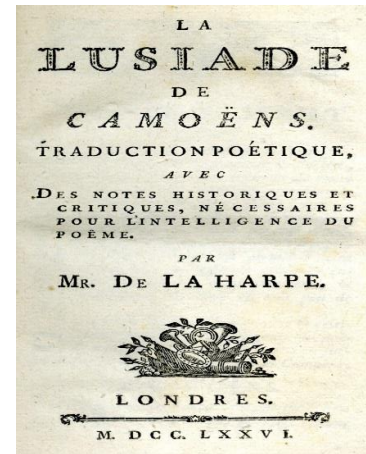 LA
LUSIADE
DE
CAMOËNS.
TRADUCTION POÉTIQUE,
AVEC
DES NOTES HISTORIQUES ET
CRITIQUES, NÉCESSAIRES
POUR L'INTELLIGENCE DU
POËME.
PAR
MR. DE LA HARPE.
LONDRES.
M. DCC. LXXVI.